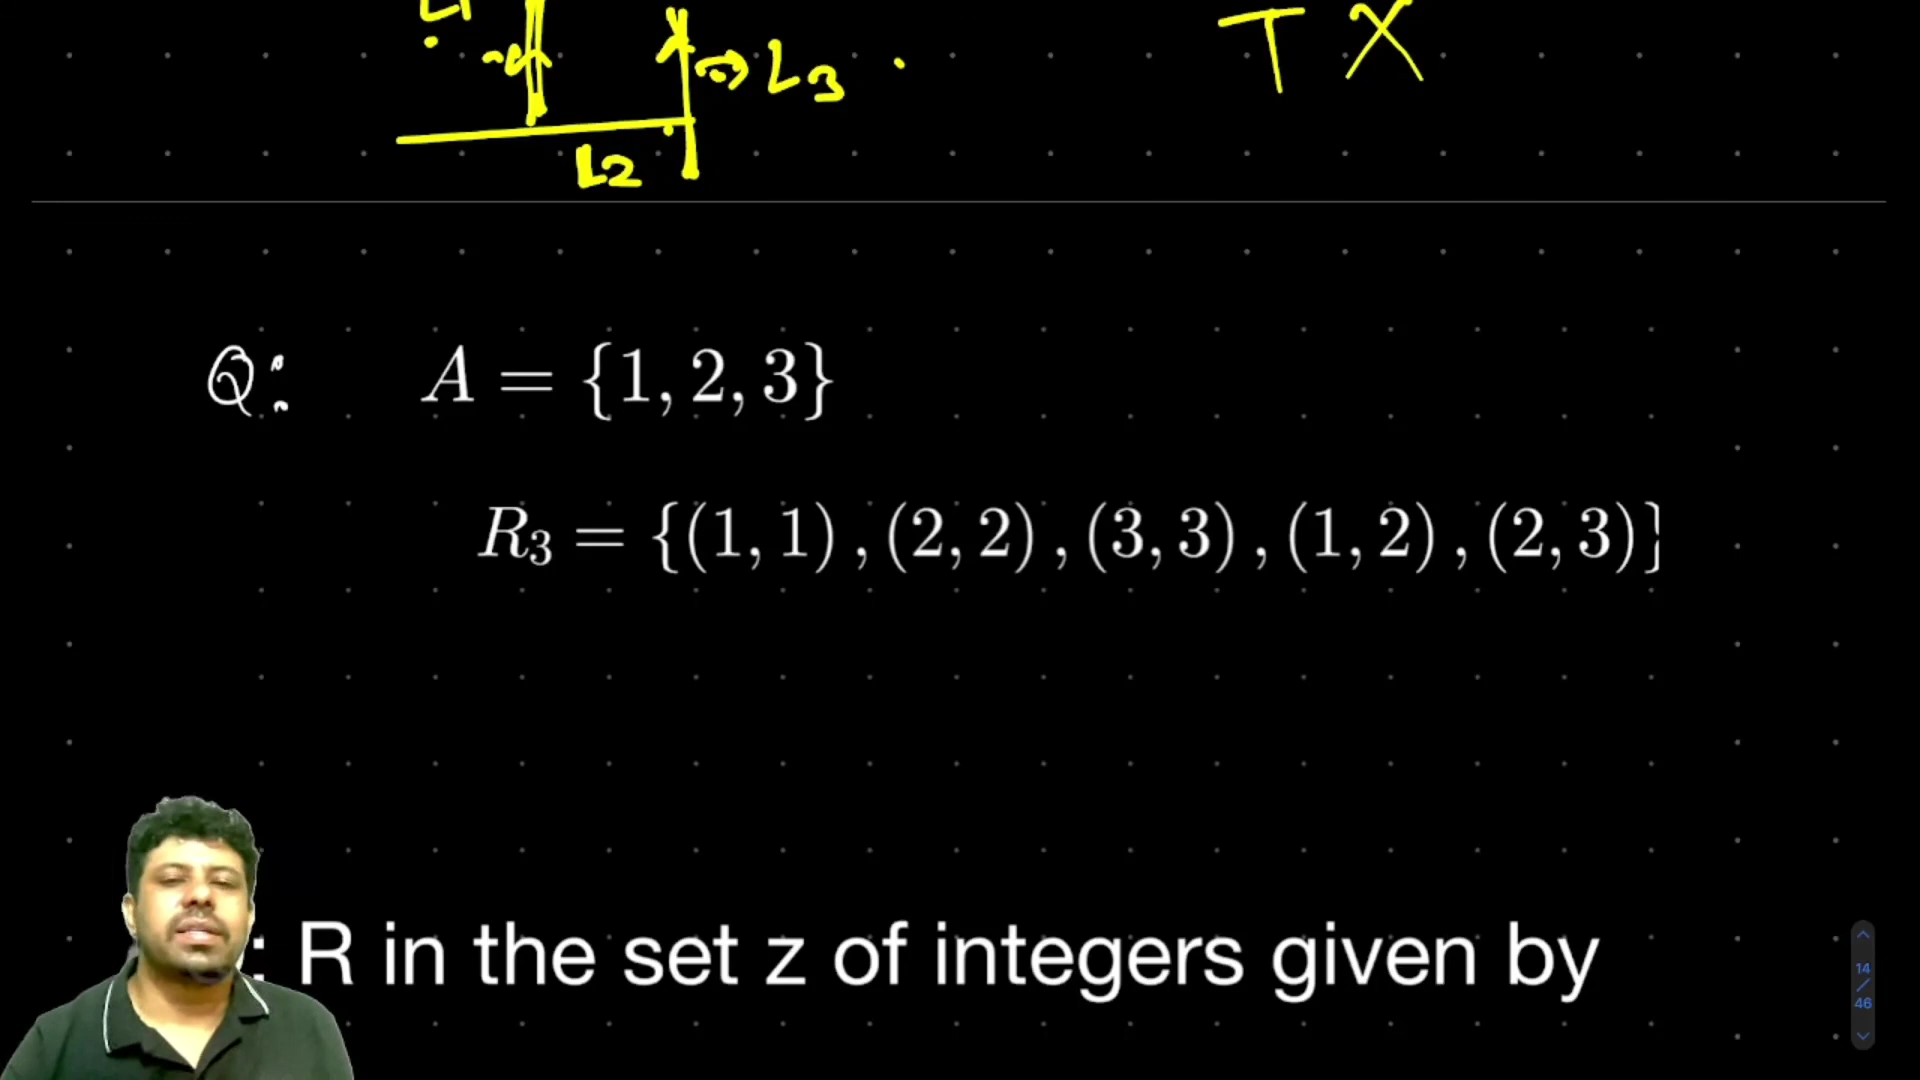 L1
L3
T X
L2
Q: A = {1, 2, 3}
R₃ = {(1, 1), (2, 2), (3, 3), (1, 2), (2, 3)}
: R in the set z of integers given by
14
/
46